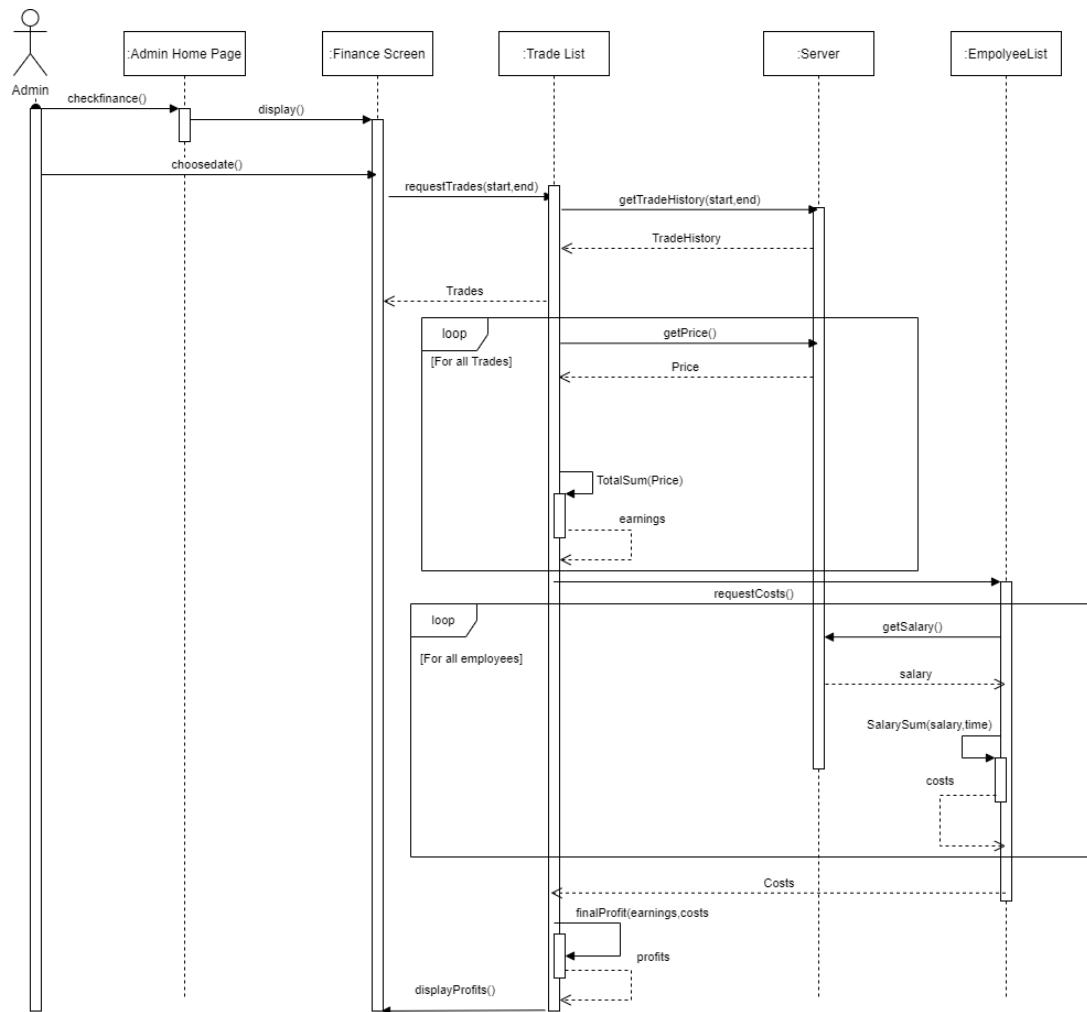 :Admin Home Page
:Finance Screen
:Trade List
:Server
:EmpolyeeList
Admin
checkfinance()
display()
choosedate()
requestTrades(start,end)
getTradeHistory(start,end)
TradeHistory
Trades
loop
getPrice()
[For all Trades]
Price
TotalSum(Price)
earnings
requestCosts()
loop
getSalary()
[For all employees]
salary
SalarySum(salary,time)
costs
Costs
finalProfit(earnings,costs
profits
displayProfits()